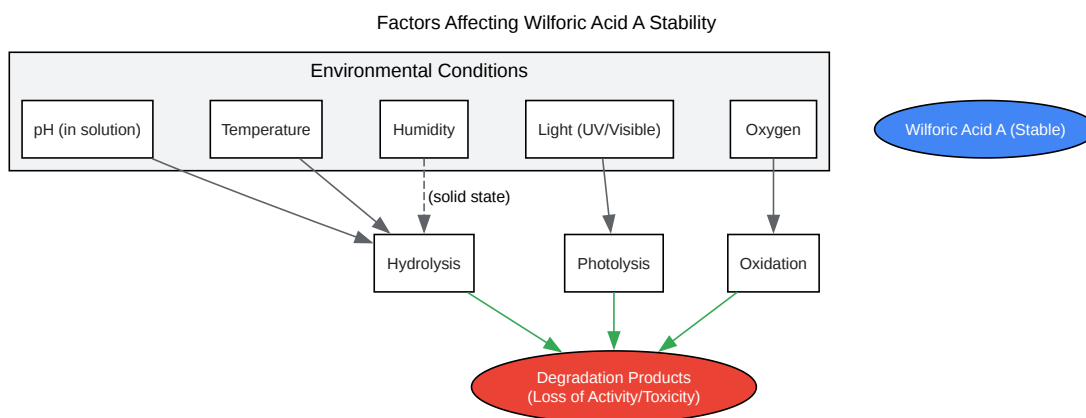 Factors Affecting Wilforic Acid A Stability
Environmental Conditions
pH (in solution)
Temperature
Humidity
Light (UV/Visible)
Oxygen
Wilforic Acid A (Stable)
(solid state)
Hydrolysis
Photolysis
Oxidation
Degradation Products
(Loss of Activity/Toxicity)